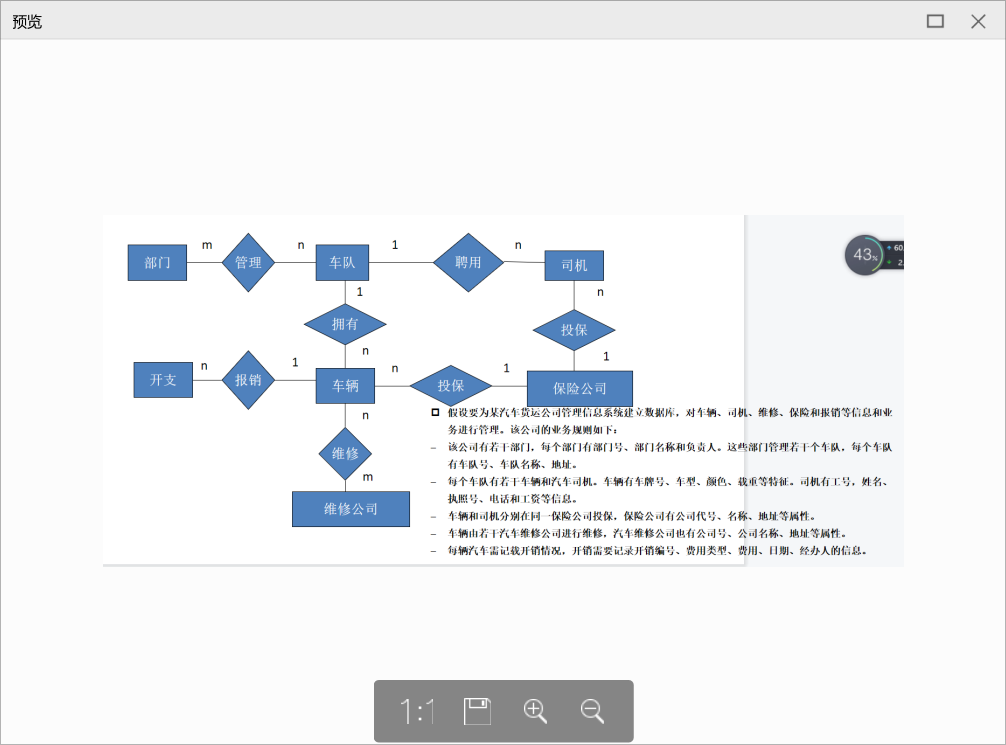 预览
43%
60.
2.
m n 1 n
部门 管理 车队 聘用 司机
1 n
拥有 投保
n 1
n 1 n 1
开支 报销 车辆 投保 保险公司
n
维修
m
维修公司
假设要为某汽车货运公司管理信息系统建立数据库，对车辆、司机、维修、保险和报销等信息和业
务进行管理。该公司的业务规则如下：
– 该公司有若干部门，每个部门有部门号、部门名称和负责人。这些部门管理若干个车队，每个车队
有车队号、车队名称、地址。
– 每个车队有若干车辆和汽车司机。车辆有车牌号、车型、颜色、载重等特征。司机有工号，姓名、
执照号、电话和工资等信息。
– 车辆和司机分别在同一保险公司投保，保险公司有公司代号、名称、地址等属性。
– 车辆由若干汽车维修公司进行维修，汽车维修公司也有公司号、公司名称、地址等属性。
– 每辆汽车需记载开销情况，开销需要记录开销编号、费用类型、费用、日期、经办人的信息。
1:1